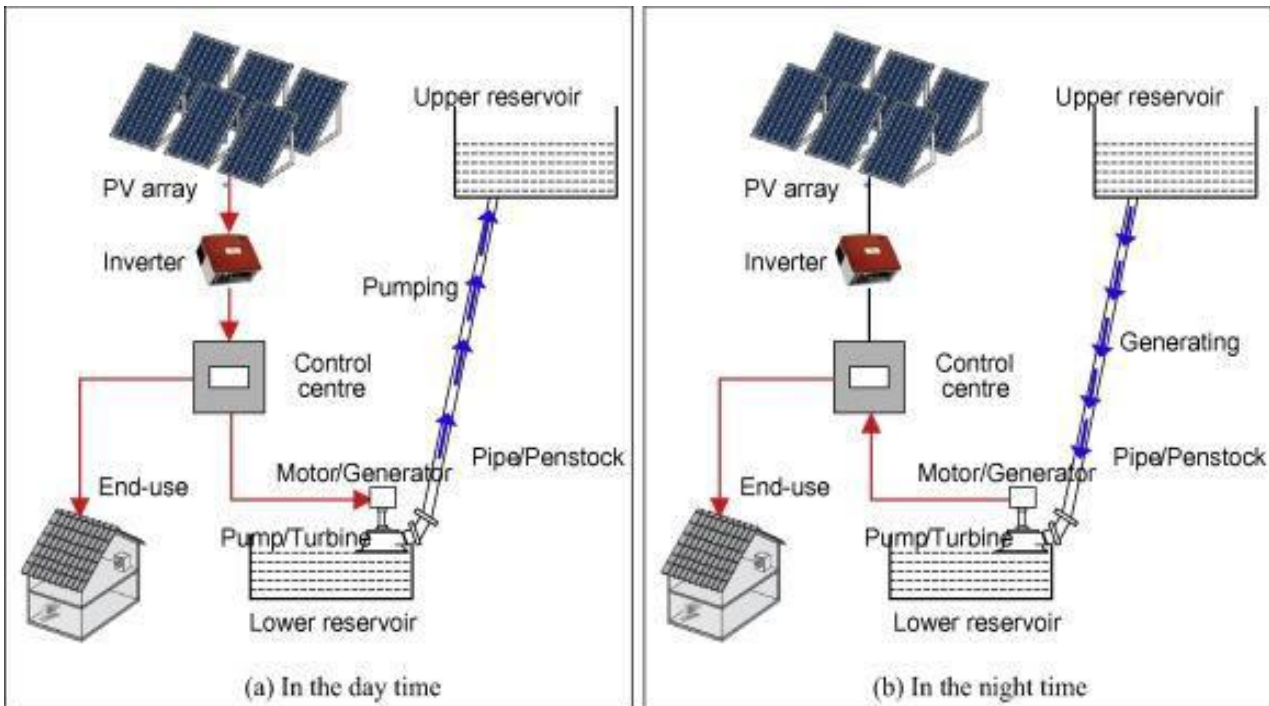 Upper reservoir
PV array
Inverter
Pumping
Control
centre
Pipe/Penstock
Motor/Generator
End-use
Pump/Turbine
Lower reservoir
(a) In the day time
Upper reservoir
PV array
Inverter
Generating
Control
centre
Pipe/Penstock
Motor/Generator
End-use
Pump/Turbine
Lower reservoir
(b) In the night time